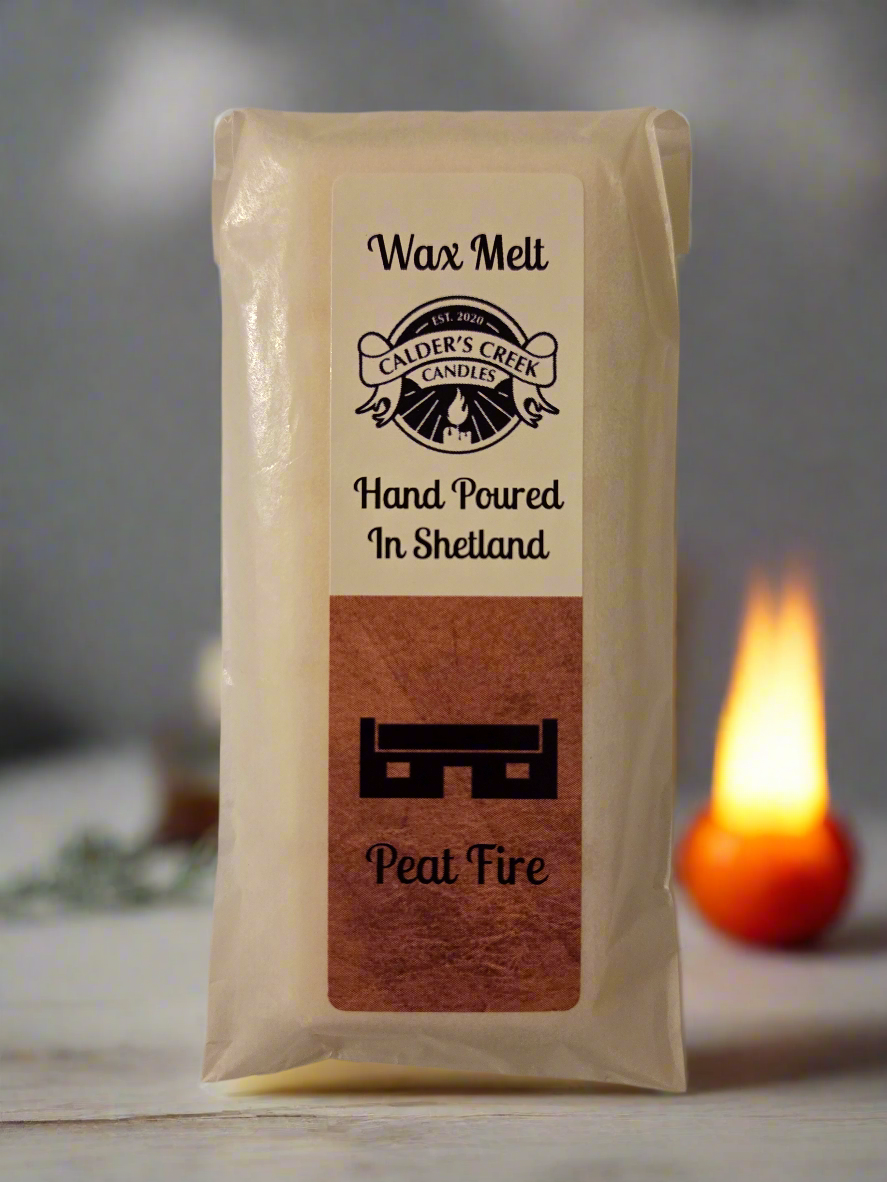 Wax Melt
EST. 2020
CALDER'S CREEK
CANDLES
Hand Poured
In Shetland
Peat Fire